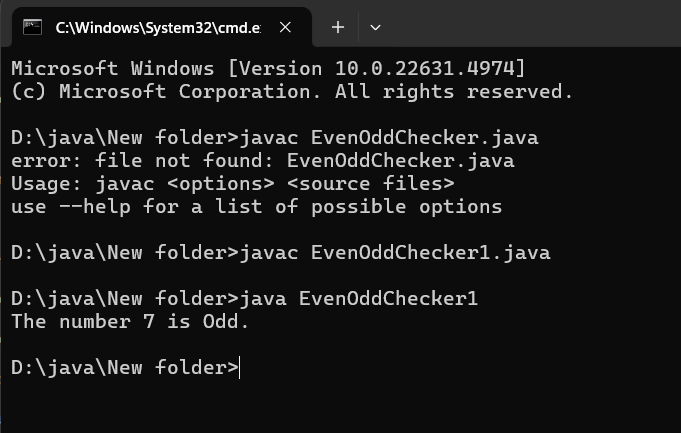 C:\Windows\System32\cmd.e
Microsoft Windows [Version 10.0.22631.4974]
(c) Microsoft Corporation. All rights reserved.
D:\java\New folder>javac EvenOddChecker.java
error: file not found: EvenOddChecker.java
Usage: javac <options> <source files>
use --help for a list of possible options
D:\java\New folder>javac EvenOddChecker1.java
D:\java\New folder>java EvenOddChecker1
The number 7 is Odd.
D:\java\New folder>